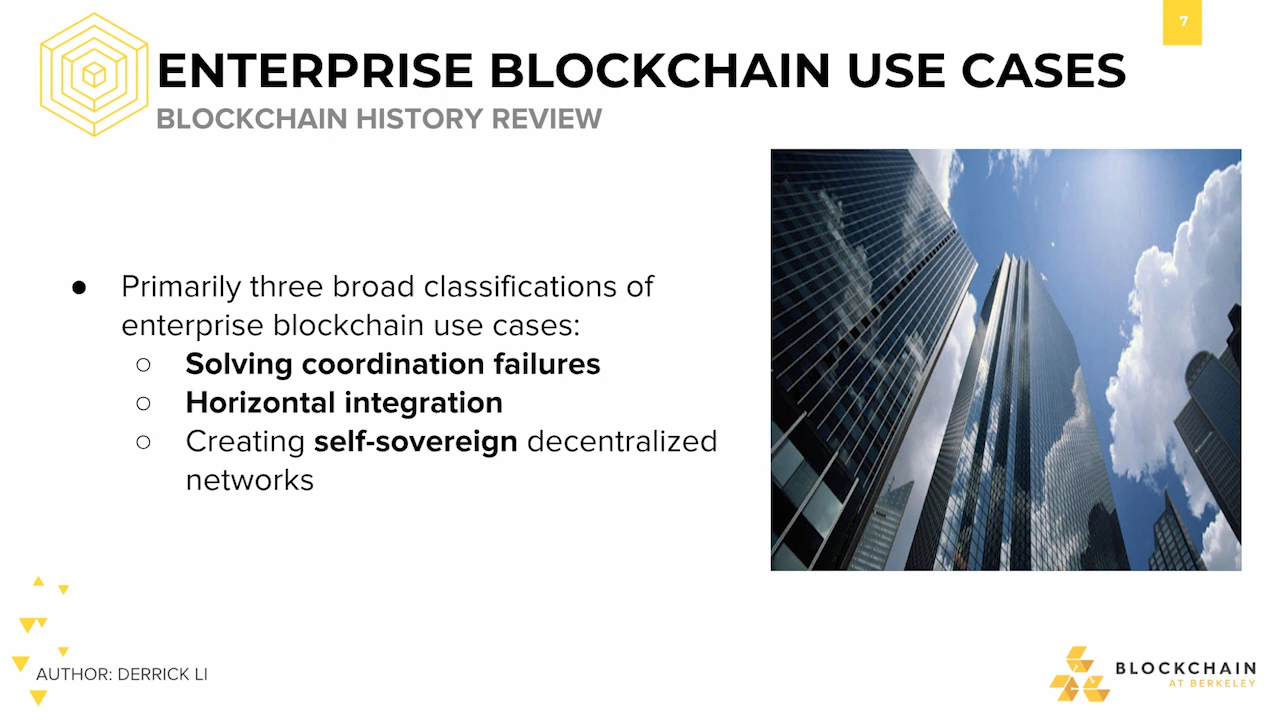 7
ENTERPRISE BLOCKCHAIN USE CASES
BLOCKCHAIN HISTORY REVIEW
● Primarily three broad classifications of
enterprise blockchain use cases:
○ Solving coordination failures
○ Horizontal integration
○ Creating self-sovereign decentralized
networks
AUTHOR: DERRICK LI
BLOCKCHAIN
AT BERKELEY